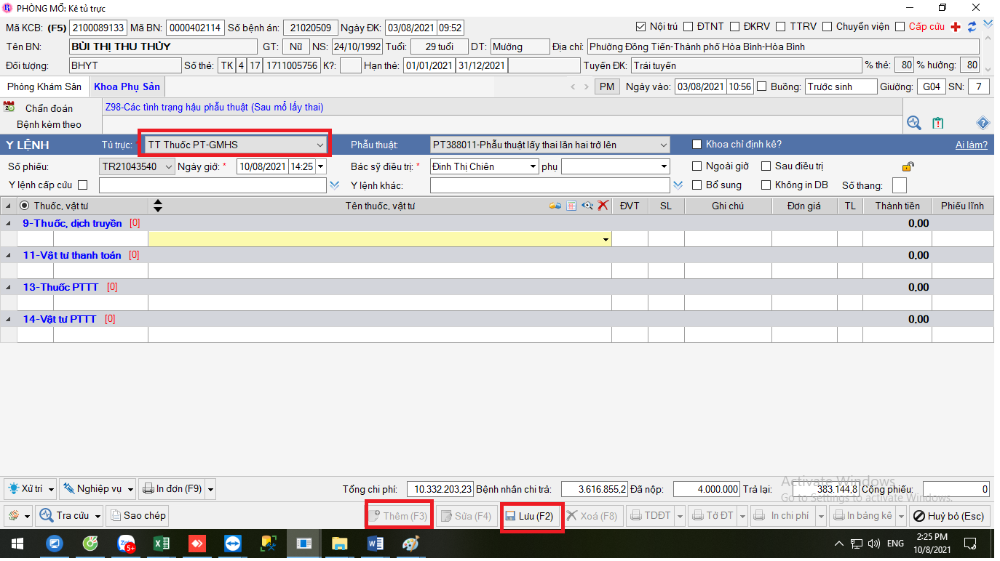 PHÒNG MỔ: Kê tủ trực
Mã KCB: (F5) 2100089133 Mã BN: 0000402114 Số bệnh án: 21020509 Ngày ĐK: 03/08/2021 09:52 Nội trú ĐTNT ĐKRV TTRV Chuyển viện Cấp cứu
Tên BN: BÙI THỊ THU THỦY GT: Nữ NS: 24/10/1992 Tuổi: 29 tuổi DT: Mường Địa chỉ: Phường Đồng Tiến-Thành phố Hòa Bình-Hòa Bình
Đối tượng: BHYT Số thẻ: TK 4 17 1711005756 K?: Hạn thẻ: 01/01/2021 31/12/2021 Tuyến ĐK: Trái tuyến % thẻ: 80 % hưởng: 80
Phòng Khám Sản Khoa Phụ Sản < > PM Ngày vào: 03/08/2021 10:56 Buồng: Trước sinh Giường: G04 SN: 7
Chẩn đoán Z98-Các tình trạng hậu phẫu thuật (Sau mổ lấy thai)
Bệnh kèm theo
Y LỆNH Tủ trực: TT Thuốc PT-GMHS Phẫu thuật: PT388011-Phẫu thuật lấy thai lần hai trở lên Khoa chỉ định kê? Ai làm?
Số phiếu: TR21043540 Ngày giờ: * 10/08/2021 14:25 Bác sỹ điều trị: * Đinh Thị Chiên phụ Ngoài giờ Sau điều trị
Y lệnh cấp cứu Y lệnh khác: Bổ sung Không in DB Số thang:
Thuốc, vật tư Tên thuốc, vật tư ĐVT SL Ghi chú Đơn giá TL Thành tiền Phiếu lĩnh
9-Thuốc, dịch truyền [0] 0.00
11-Vật tư thanh toán [0] 0.00
13-Thuốc PTTT [0] 0.00
14-Vật tư PTTT [0] 0.00
Activate Windows
Go to Settings to activate Windows.
Xử trí Nghiệp vụ In đơn (F9) Tổng chi phí: 10.332.203,23 Bệnh nhân chi trả: 3.616.855,2 Đã nộp: 4.000.000 Trả lại: 383.144,8 Cộng phiếu: 0
Tra cứu Sao chép Thêm (F3) Sửa (F4) Lưu (F2) Xoá (F8) TDĐT Tờ ĐT In chi phí In bảng kê Huỷ bỏ (Esc)
5+ ENG 2:25 PM
10/8/2021